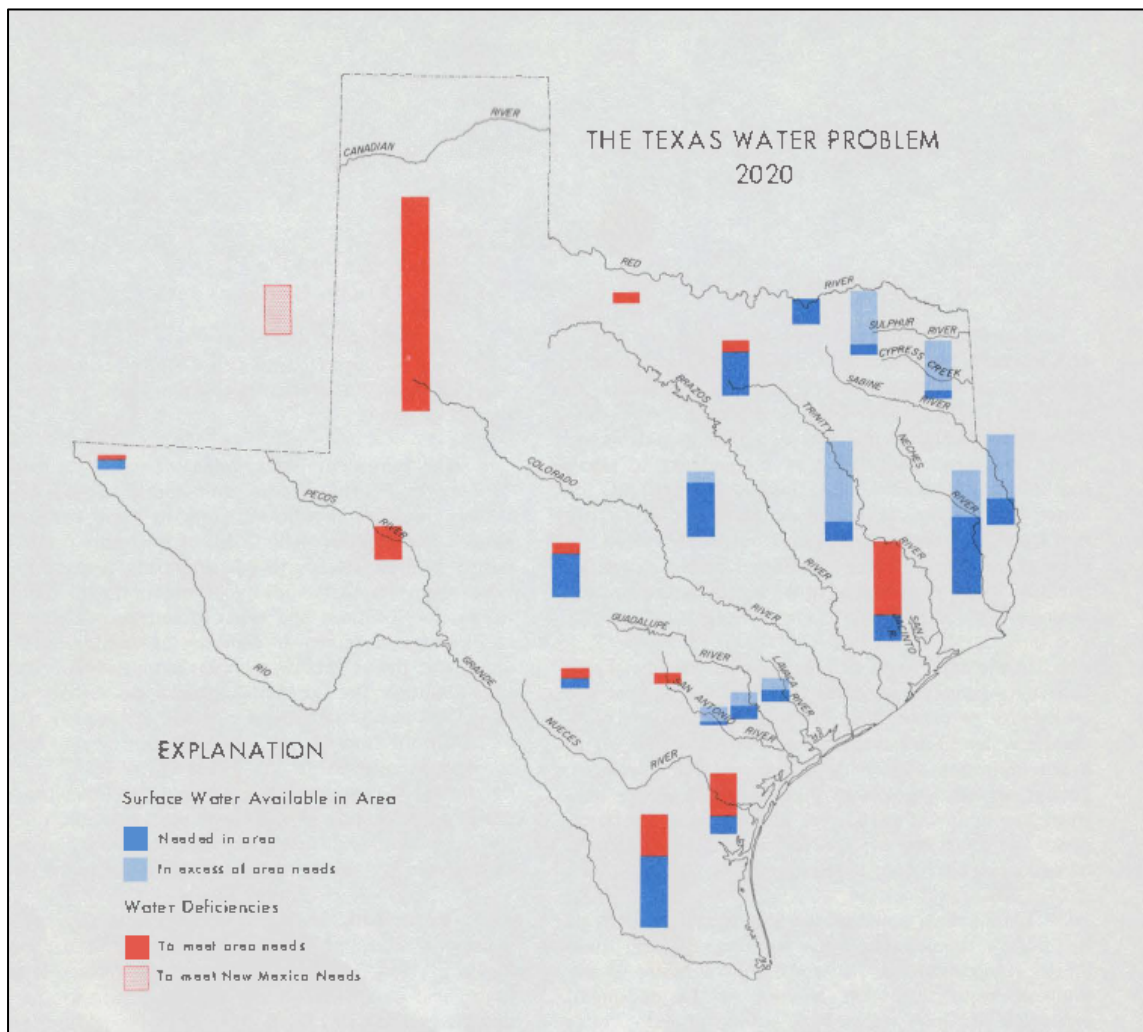 THE TEXAS WATER PROBLEM
2020
CANADIAN
RIVER
RED
RIVER
SULPHUR RIVER
CYPRESS CREEK
SABINE
RIVER
BRAZOS
TRINITY
NECHES
RIVER
COLORADO
PECOS
RIVER
RIVER
RIVER
RIVER
SAN
JACINTO
R.
GUADALUPE
RIVER
LAVACA
RIVER
RIO
GRANDE
SAN ANTONIO
RIVER
NUECES
RIVER
EXPLANATION
Surface Water Available in Area
Needed in area
In excess of area needs
Water Deficiencies
To meet area needs
To meet New Mexico Needs